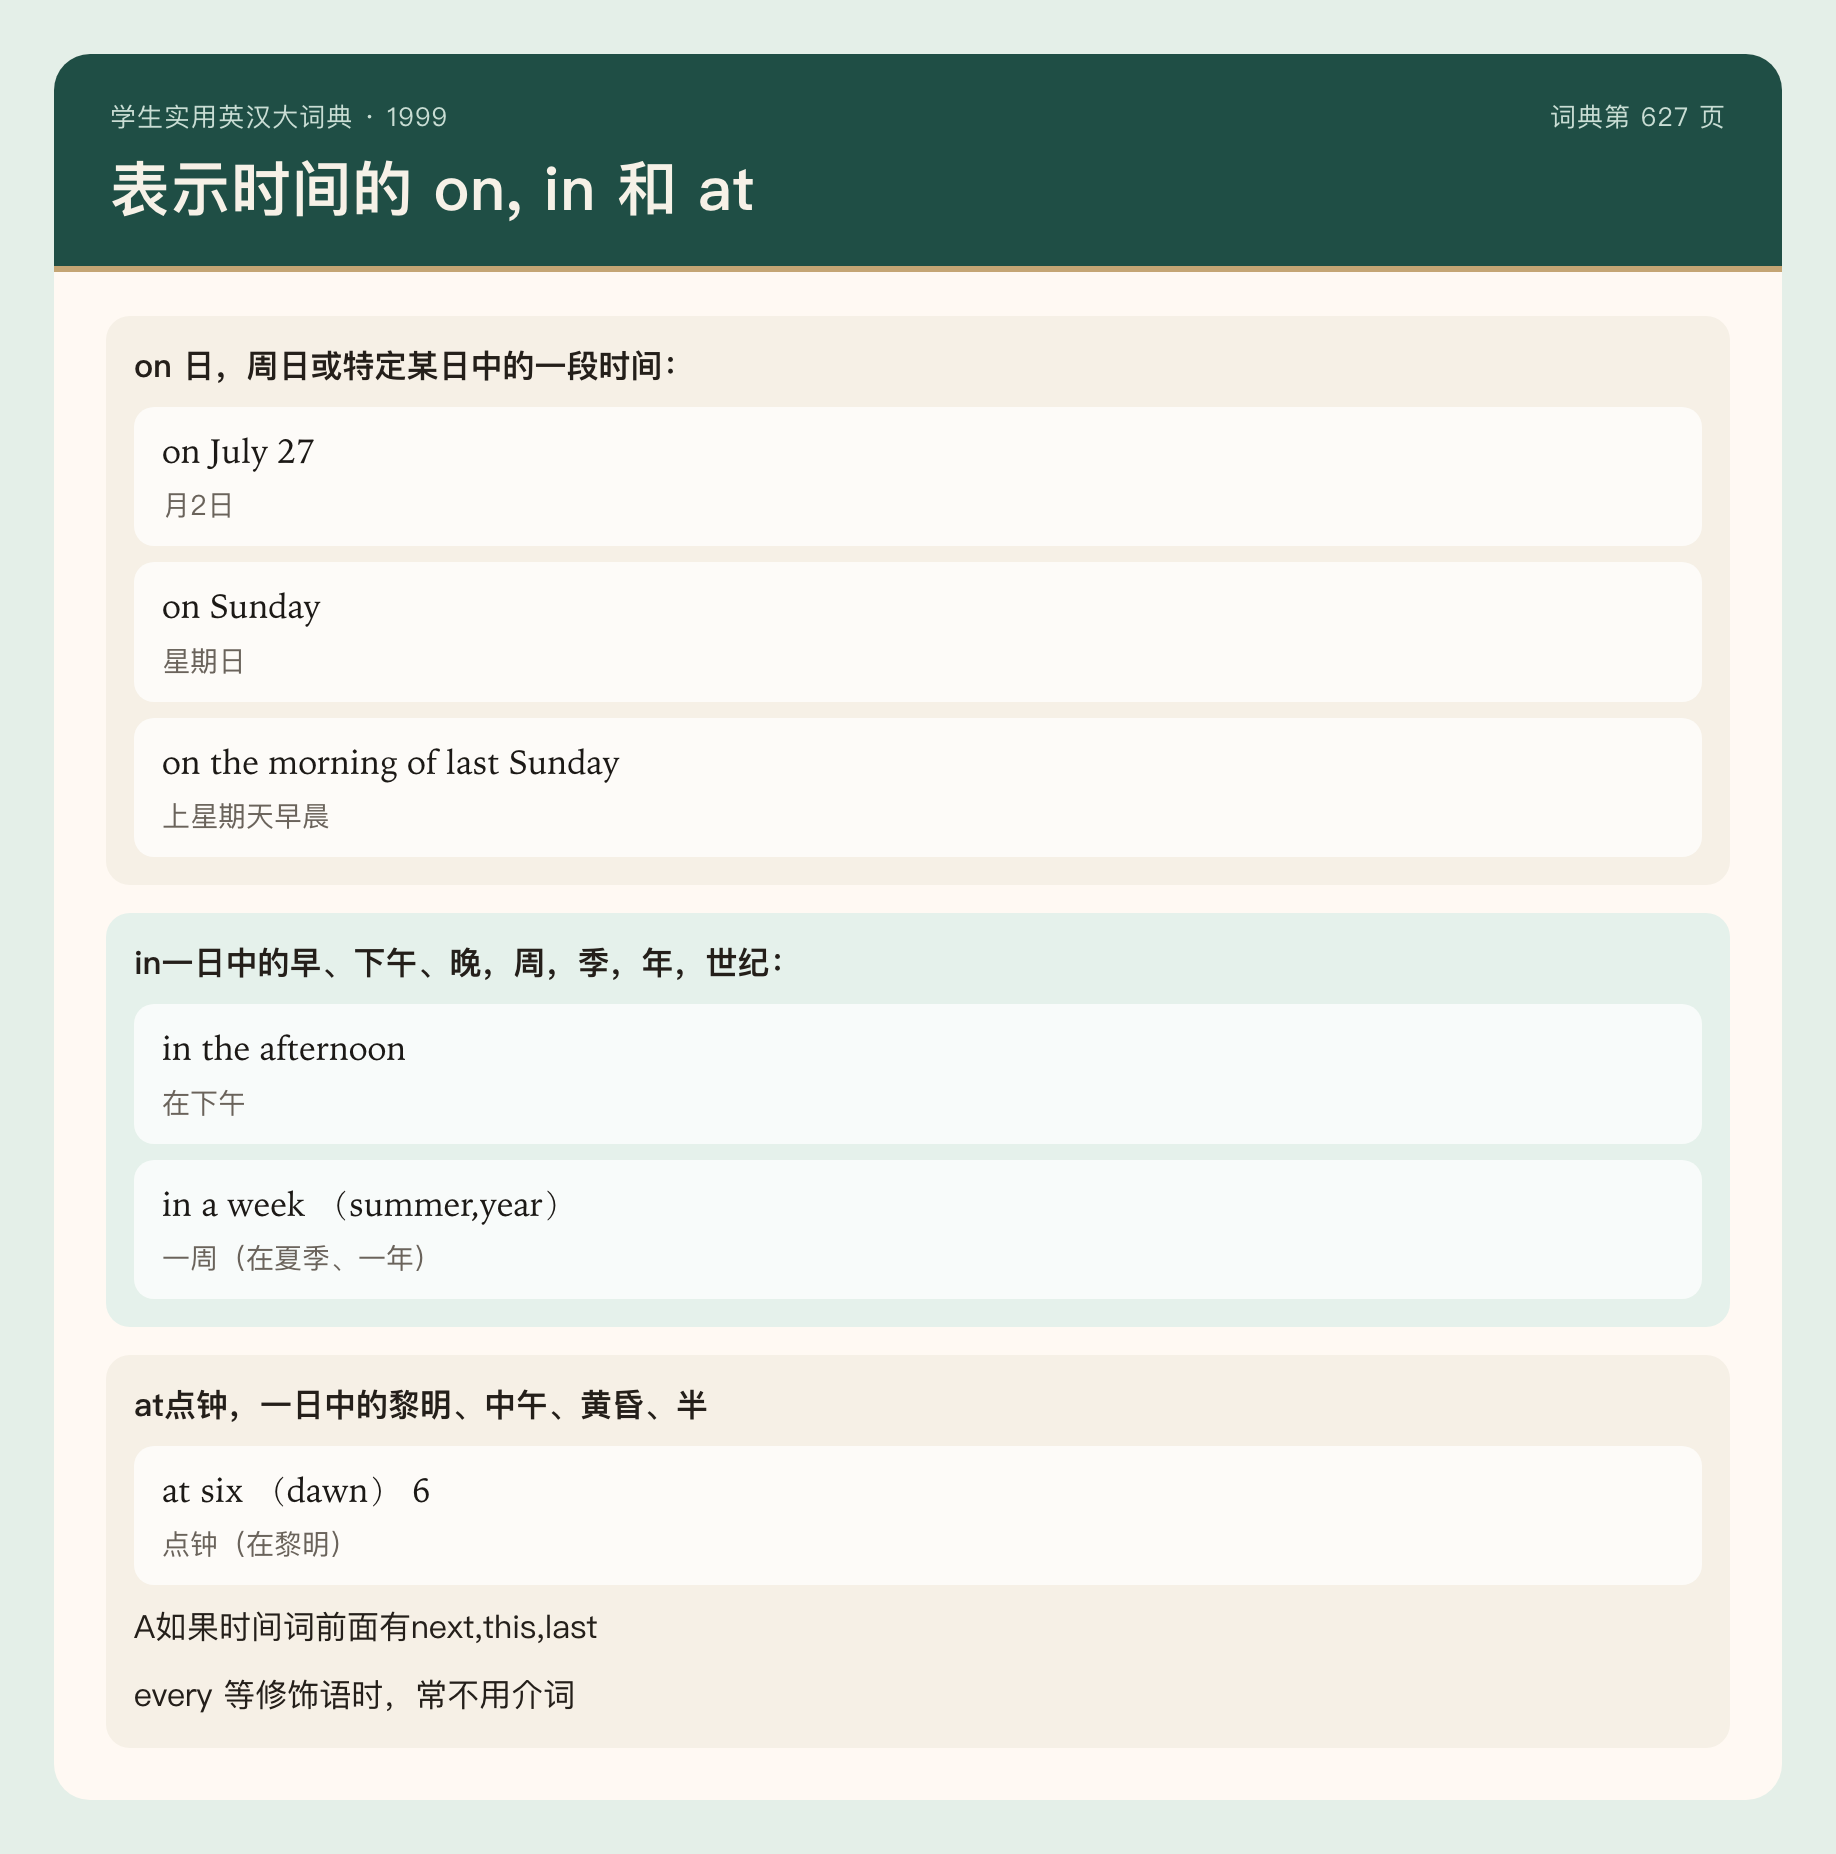 学生实用英汉大词典 · 1999
词典第 627 页
表示时间的 on, in 和 at
on 日，周日或特定某日中的一段时间：
on July 27
月2日
on Sunday
星期日
on the morning of last Sunday
上星期天早晨
in一日中的早、下午、晚，周，季，年，世纪：
in the afternoon
在下午
in a week （summer,year）
一周（在夏季、一年）
at点钟，一日中的黎明、中午、黄昏、半
at six （dawn） 6
点钟（在黎明）
A如果时间词前面有next,this,last
every 等修饰语时，常不用介词